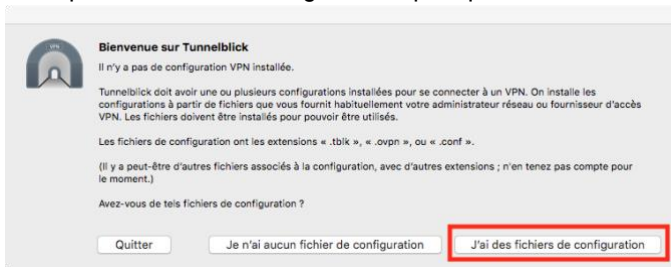 Bienvenue sur Tunnelblick
Il n'y a pas de configuration VPN installée.
Tunnelblick doit avoir une ou plusieurs configurations installées pour se connecter à un VPN. On installe les
configurations à partir de fichiers que vous fournit habituellement votre administrateur réseau ou fournisseur d'accès
VPN. Les fichiers doivent être installés pour pouvoir être utilisés.
Les fichiers de configuration ont les extensions « .tblk », « .ovpn », ou « .conf ».
(Il y a peut-être d'autres fichiers associés à la configuration, avec d'autres extensions ; n'en tenez pas compte pour
le moment.)
Avez-vous de tels fichiers de configuration ?
Quitter Je n'ai aucun fichier de configuration J'ai des fichiers de configuration